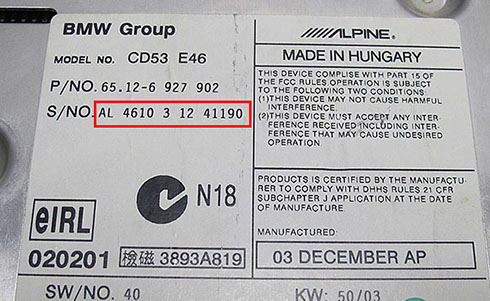 BMW Group
MODEL NO. CD53 E46
P/NO. 65.12-6 927 902
S/NO. AL 4610 3 12 41190
N18
eIRL
020201 檢磁 3893A819
SW/NO. 40
ALPINE®
MADE IN HUNGARY
THIS DEVICE COMPLISE WITH PART 15 OF
THE FCC RULES OPERATION IS SUBJECT
TO THE FOLLOWING TWO CONDITIONS:
(1)THIS DEVICE MAY NOT CAUSE HARMFUL
INTERFERENCE.
(2)THIS DEVICE MUST ACCEPT ANY INTER-
FERENCE RECEIVED INCLUDING INTER-
FERENCE THAT MAY CAUSE UNDESIRED
OPERATION
PRODUCTS IS CERTIFIED BY THE MANUFACTU-
RER TO COMPLY WITH DHHS RULES 21 CFR
SUBCHAPTER J APPLICATION AT THE DATE
OF MANUFACTURE.
03 DECEMBER AP
KW: 50/03